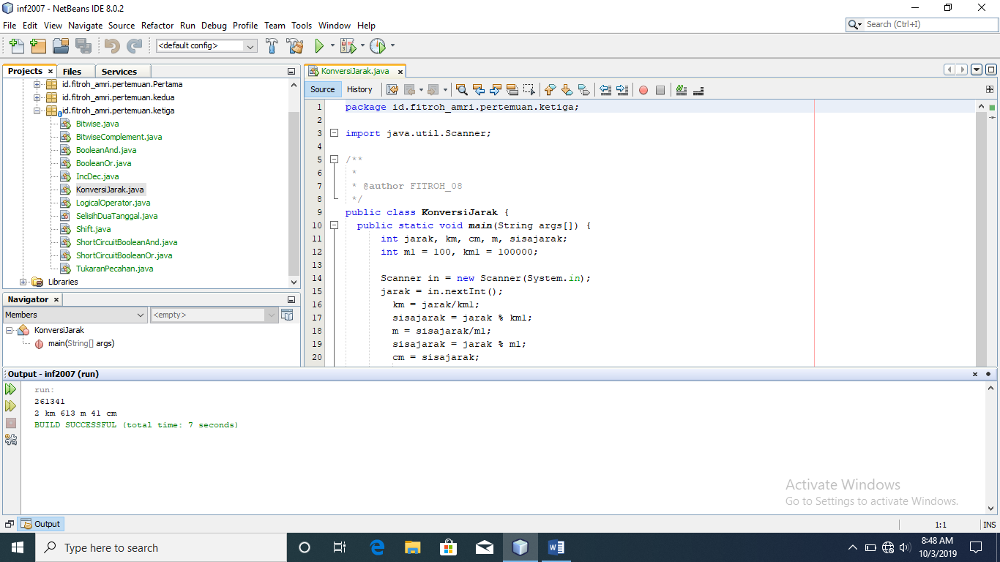 inf2007 - NetBeans IDE 8.0.2
File Edit View Navigate Source Refactor Run Debug Profile Team Tools Window Help
Search (Ctrl+I)
<default config>
Projects Files Services
id.fitroh_amri.pertemuan.Pertama
id.fitroh_amri.pertemuan.kedua
id.fitroh_amri.pertemuan.ketiga
Bitwise.java
BitwiseComplement.java
BooleanAnd.java
BooleanOr.java
IncDec.java
KonversiJarak.java
LogicalOperator.java
SelisihDuaTanggal.java
Shift.java
ShortCircuitBooleanAnd.java
ShortCircuitBooleanOr.java
TukaranPecahan.java
Libraries
Navigator
Members <empty>
KonversiJarak
main(String[] args)
KonversiJarak.java
Source History
1 package id.fitroh_amri.pertemuan.ketiga;
2
3 import java.util.Scanner;
4
5 /**
6 *
7 * @author FITROH_08
8 */
9 public class KonversiJarak {
10 public static void main(String args[]) {
11 int jarak, km, cm, m, sisajarak;
12 int m1 = 100, km1 = 100000;
13
14 Scanner in = new Scanner(System.in);
15 jarak = in.nextInt();
16 km = jarak/km1;
17 sisajarak = jarak % km1;
18 m = sisajarak/m1;
19 sisajarak = jarak % m1;
20 cm = sisajarak;
Output - inf2007 (run)
run:
261341
2 km 613 m 41 cm
BUILD SUCCESSFUL (total time: 7 seconds)
Activate Windows
Go to Settings to activate Windows.
Output
1:1 INS
Type here to search
8:48 AM
10/3/2019